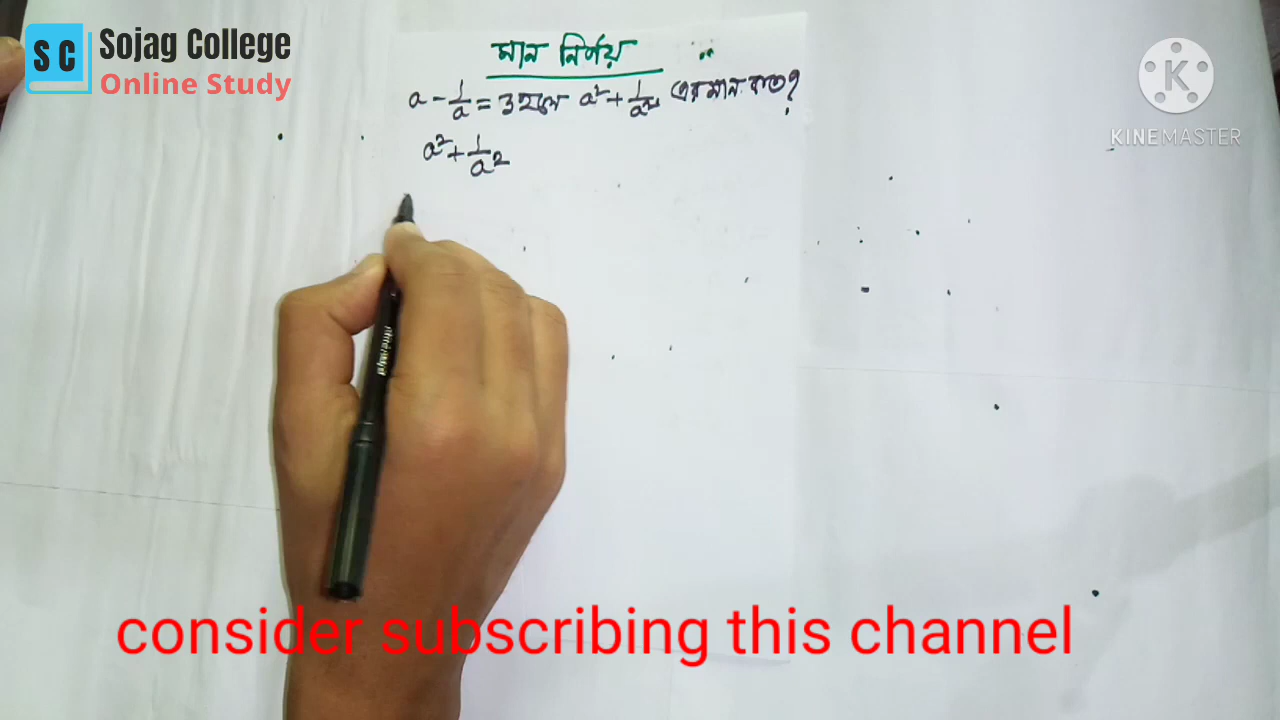 SC Sojag College
Online Study
মান নির্ণয়
a - 1/a = 3 হলে a² + 1/a² এর মান কত?
a² + 1/a²
KINEMASTER
consider subscribing this channel